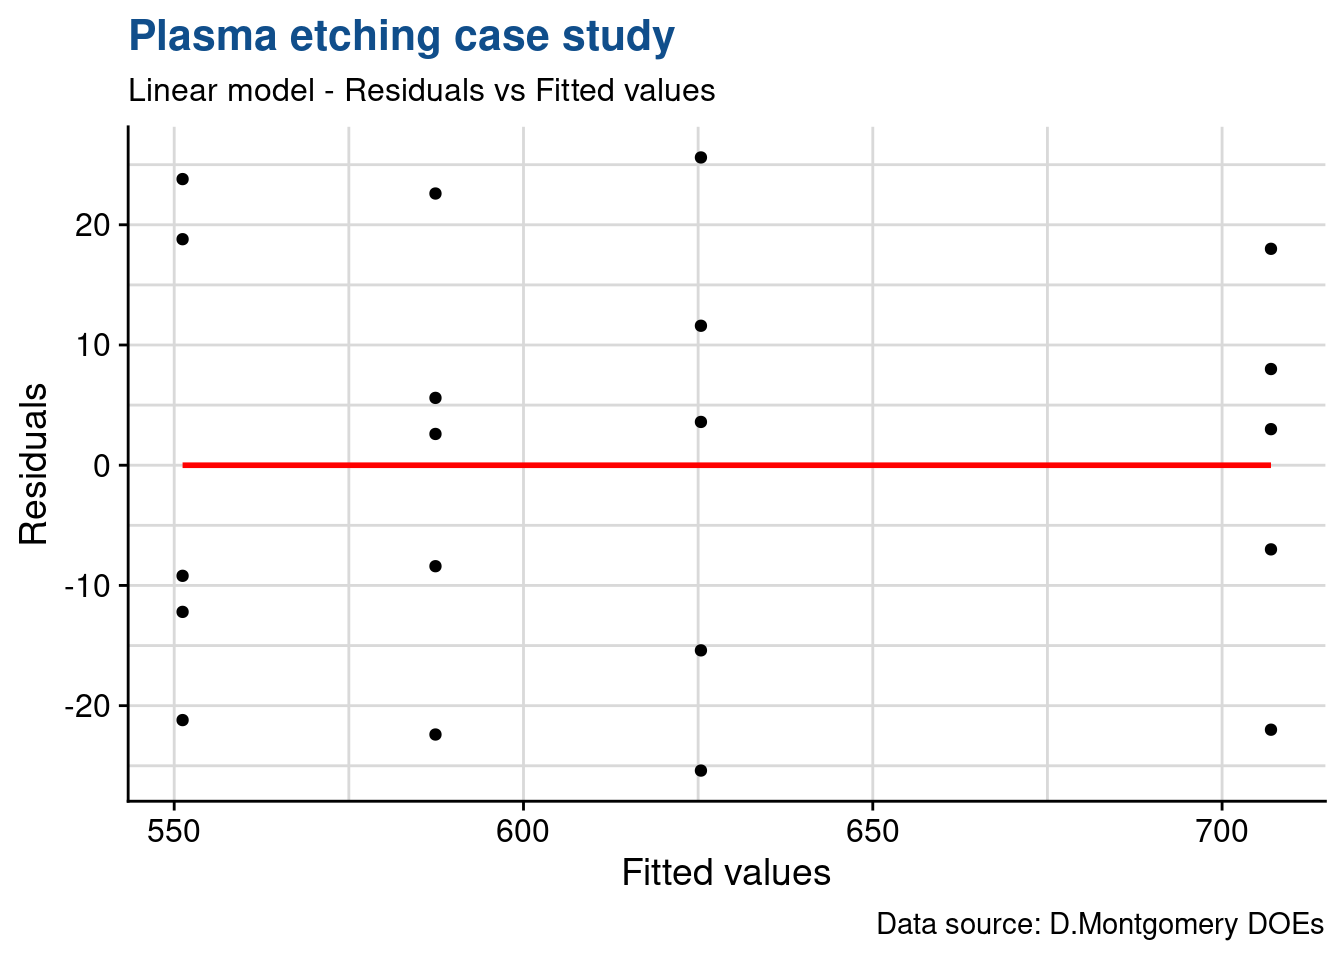 Plasma etching case study
Linear model - Residuals vs Fitted values
Residuals
20
10
0
-10
-20
550 600 650 700
Fitted values
Data source: D.Montgomery DOEs